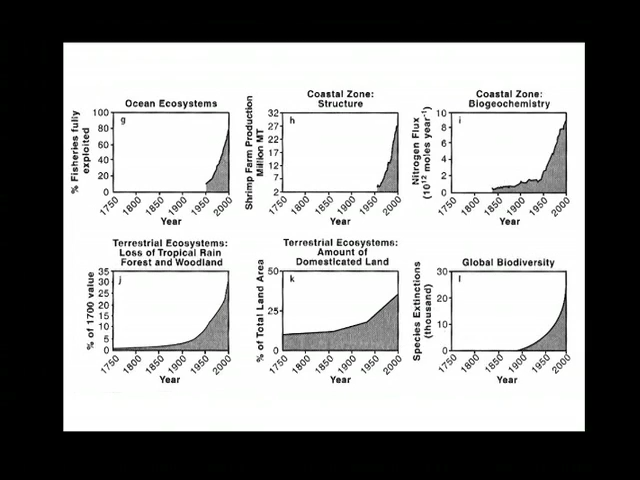 Ocean Ecosystems
% Fisheries fully
exploited
g
100
80
60
40
20
0
1750
1800
1850
1900
1950
2000
Year
Coastal Zone:
Structure
Shrimp Farm Production
Million MT
h
32
27
22
17
12
7
2
1750
1800
1850
1900
1950
2000
Year
Coastal Zone:
Biogeochemistry
Nitrogen Flux
(10¹² moles year⁻¹)
i
10
8
6
4
2
0
1750
1800
1850
1900
1950
2000
Year
Terrestrial Ecosystems:
Loss of Tropical Rain
Forest and Woodland
% of 1700 value
j
35
30
25
20
15
10
5
0
1750
1800
1850
1900
1950
2000
Year
Terrestrial Ecosystems:
Amount of
Domesticated Land
% of Total Land Area
k
50
25
0
1750
1800
1850
1900
1950
2000
Year
Global Biodiversity
Species Extinctions
(thousand)
l
30
20
10
0
1750
1800
1850
1900
1950
2000
Year